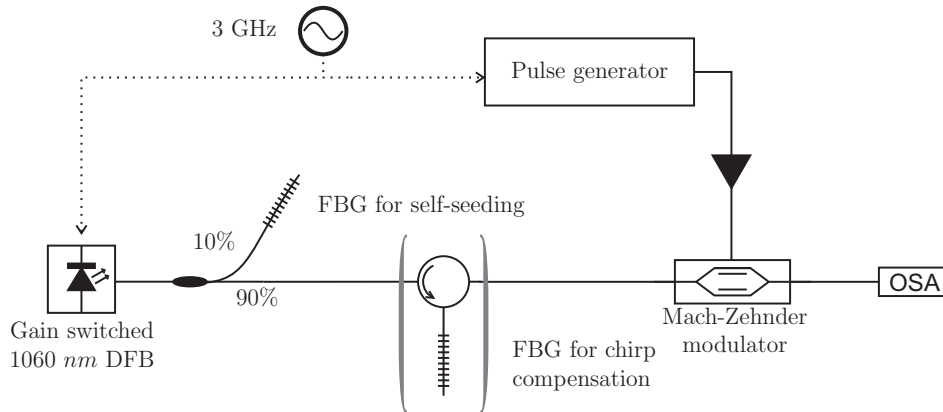 3 GHz
Pulse generator
FBG for self-seeding
10%
90%
OSA
Gain switched
1060 nm DFB
Mach-Zehnder
modulator
FBG for chirp
compensation